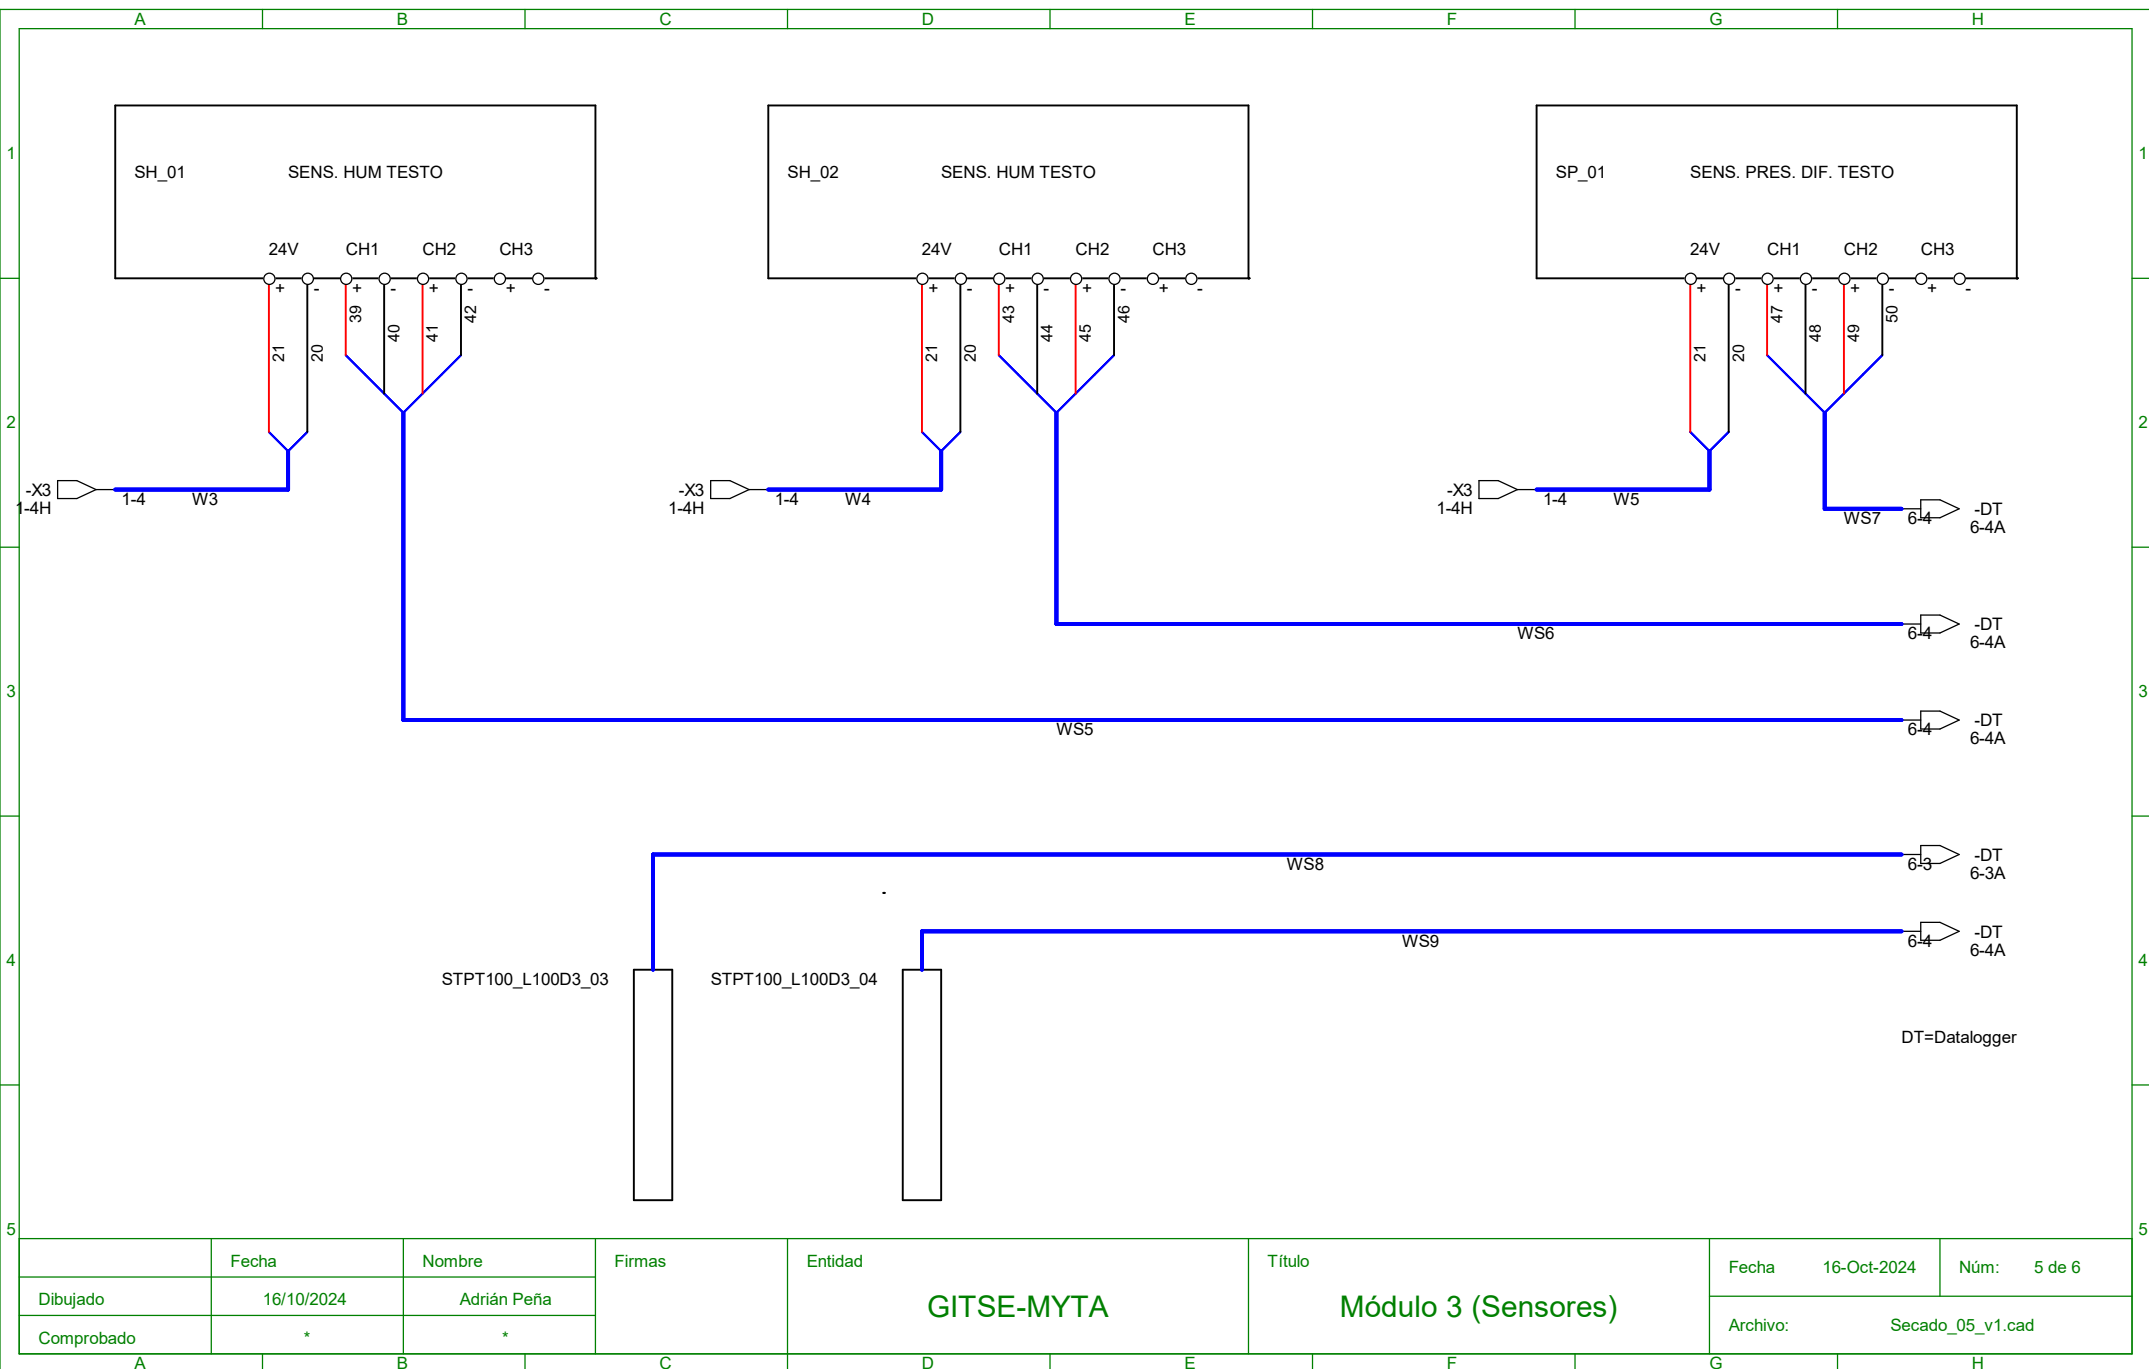 A B C D E F G H
1 1
SH_01 SENS. HUM TESTO
24V CH1 CH2 CH3
+ - + - + - + -
21 20 39 40 41 42
-X3
1-4H
1-4 W3
SH_02 SENS. HUM TESTO
24V CH1 CH2 CH3
+ - + - + - + -
21 20 43 44 45 46
-X3
1-4H
1-4 W4
SP_01 SENS. PRES. DIF. TESTO
24V CH1 CH2 CH3
+ - + - + - + -
21 20 47 48 49 50
-X3
1-4H
1-4 W5
2 2
WS7 6-4 -DT
6-4A
WS6 6-4 -DT
6-4A
3 3
WS5 6-4 -DT
6-4A
WS8 6-3 -DT
6-3A
-
WS9 6-4 -DT
6-4A
4 4
STPT100_L100D3_03 STPT100_L100D3_04
DT=Datalogger
5 5
Fecha Nombre Firmas Entidad Título
Dibujado 16/10/2024 Adrián Peña
Comprobado * *
GITSE-MYTA
Módulo 3 (Sensores)
Fecha 16-Oct-2024 Núm: 5 de 6
Archivo: Secado_05_v1.cad
A B C D E F G H